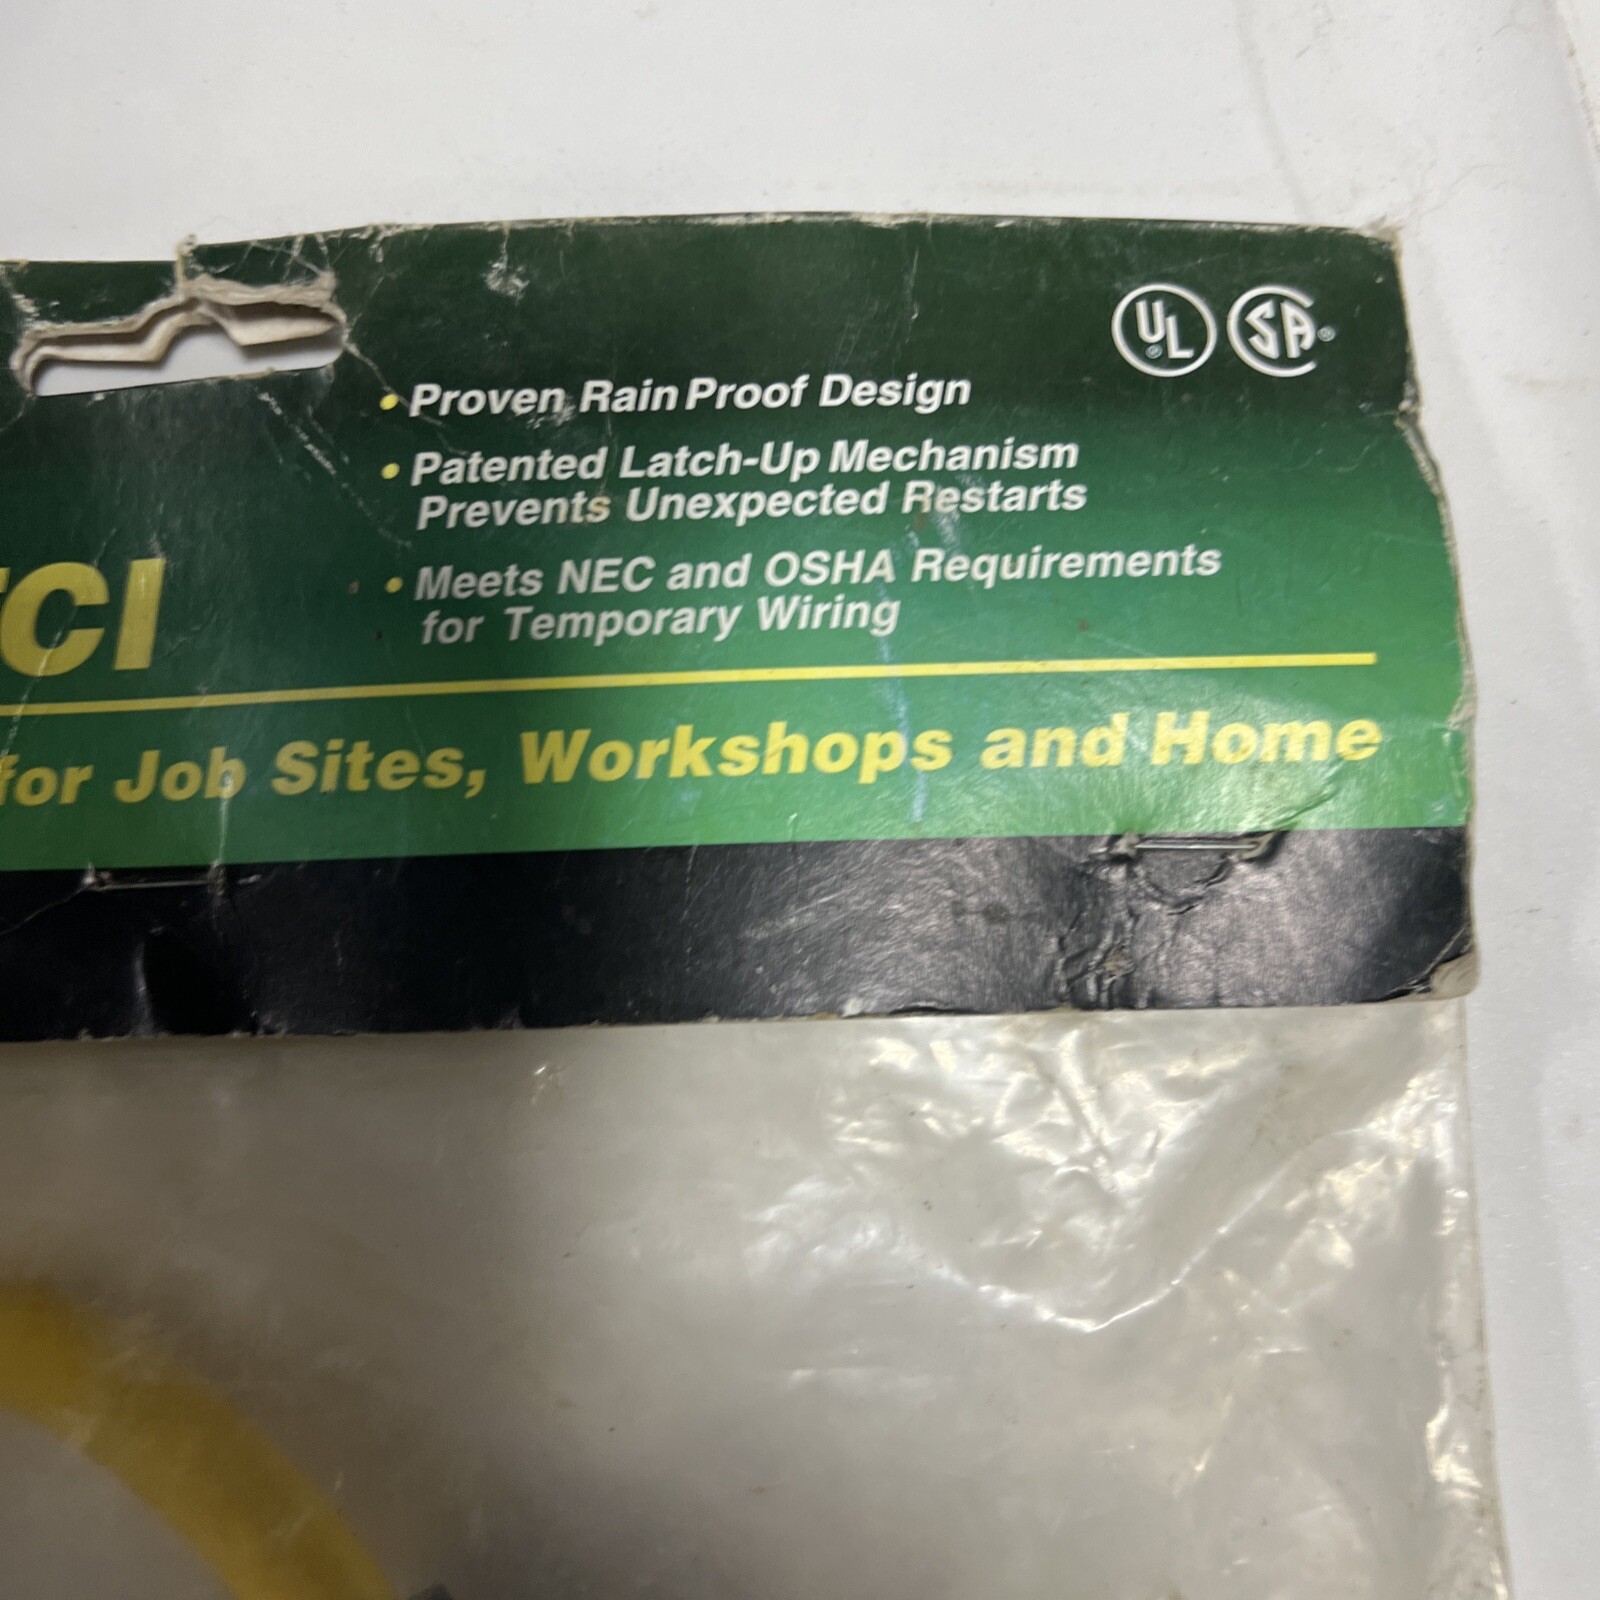 UL® SA®
• Proven Rain Proof Design
• Patented Latch-Up Mechanism
Prevents Unexpected Restarts
• Meets NEC and OSHA Requirements
for Temporary Wiring
CI
for Job Sites, Workshops and Home